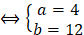 ⇔ { a = 4
b = 12